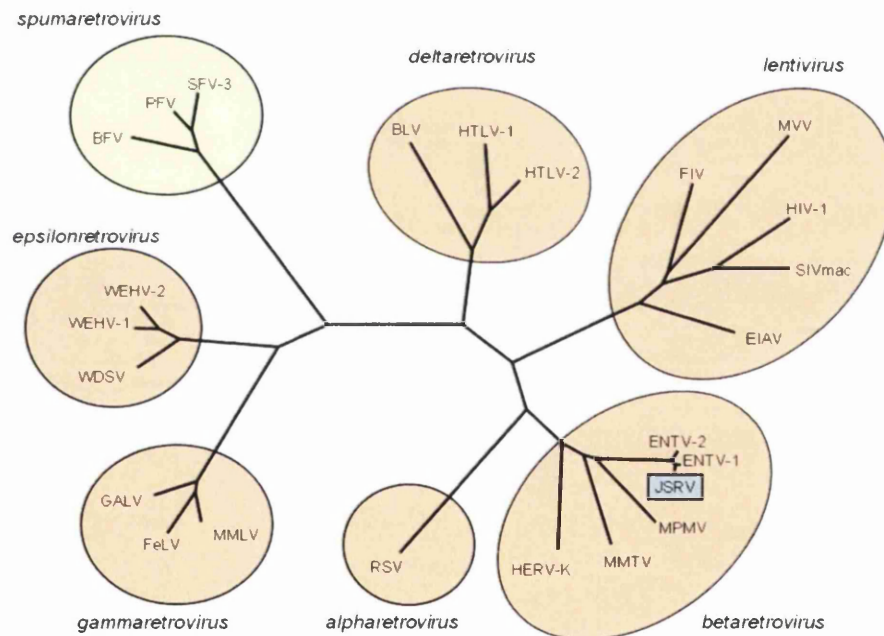 spumaretrovirus
SFV-3
PFV
BFV
deltaretrovirus
BLV
HTLV-1
HTLV-2
lentivirus
MVV
FIV
HIV-1
SIVmac
EIAV
epsilonretrovirus
WEHV-2
WEHV-1
WDSV
GALV
FeLV
MMLV
gammaretrovirus
RSV
alpharetrovirus
ENTV-2
ENTV-1
JSRV
MPMV
MMTV
HERV-K
betaretrovirus